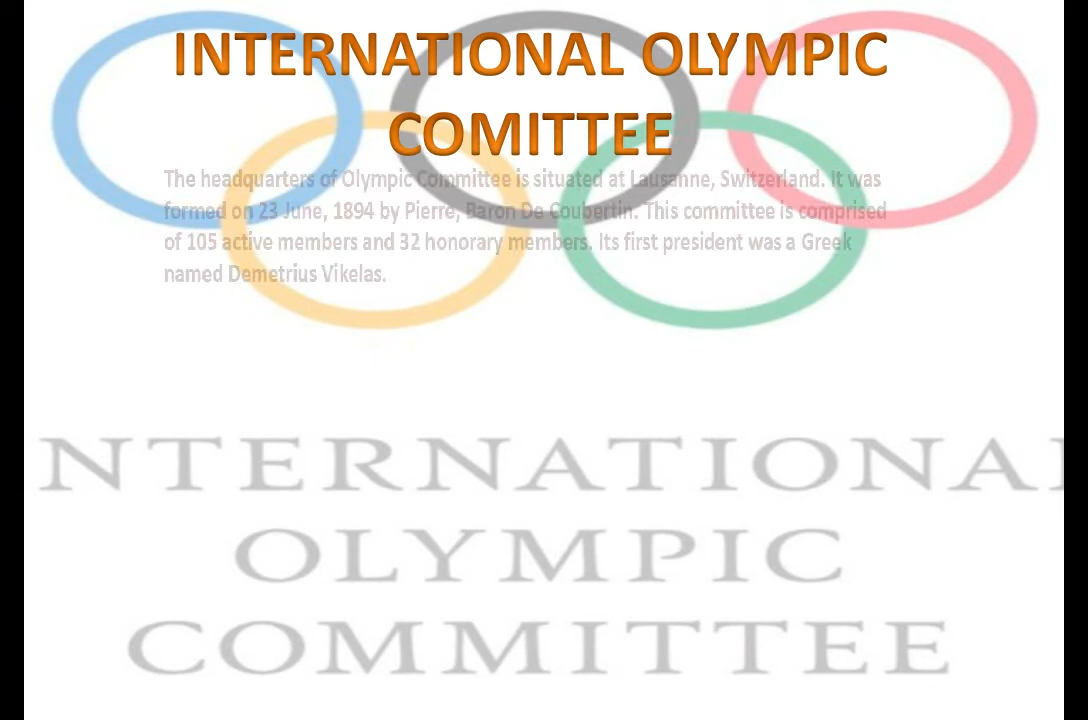 INTERNATIONAL OLYMPIC
COMITTEE
The headquarters of Olympic Committee is situated at Lausanne, Switzerland. It was
formed on 23 June, 1894 by Pierre, Baron De Coubertin. This committee is comprised
of 105 active members and 32 honorary members. Its first president was a Greek
named Demetrius Vikelas.
NTERNATIONAL
OLYMPIC
COMMITTEE